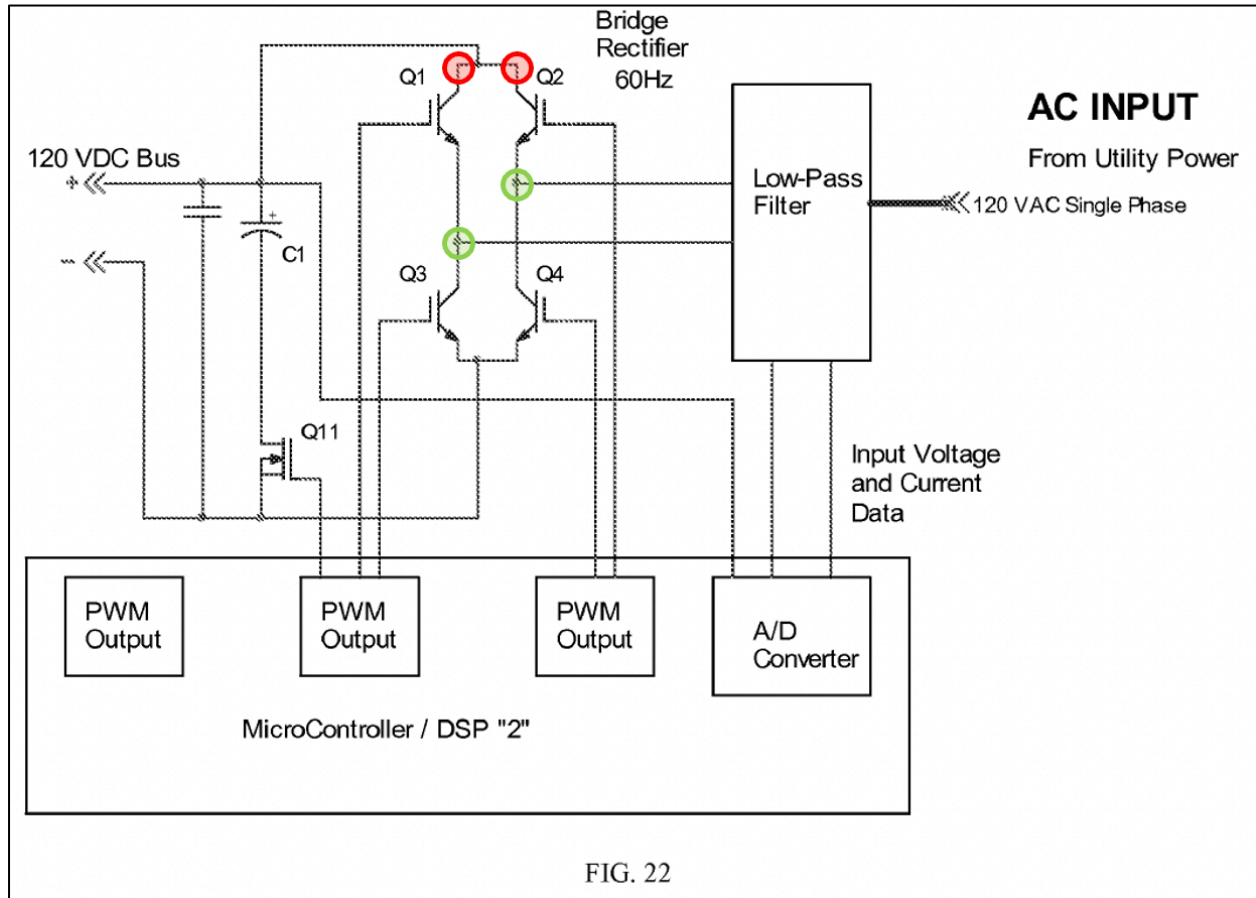 Bridge
Rectifier
60Hz
Q1
Q2
AC INPUT
From Utility Power
120 VDC Bus
+
Low-Pass
Filter
120 VAC Single Phase
+
C1
-
Q3
Q4
Q11
Input Voltage
and Current
Data
PWM
Output
PWM
Output
PWM
Output
A/D
Converter
MicroController / DSP "2"
FIG. 22